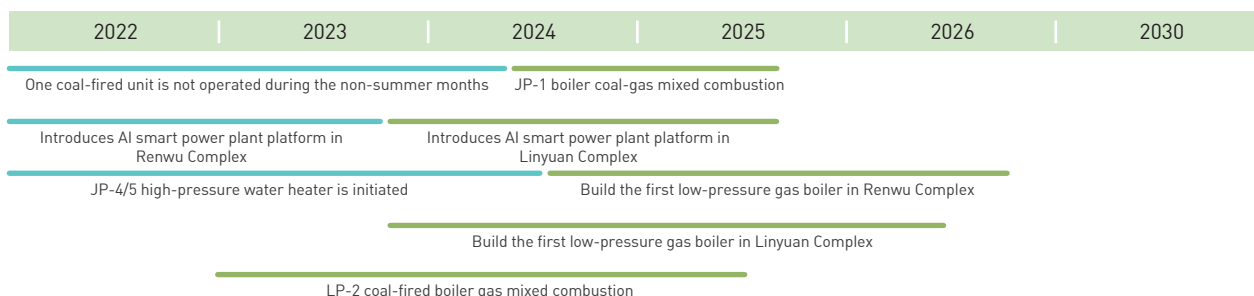 2022 2023 2024 2025 2026 2030
One coal-fired unit is not operated during the non-summer months
JP-1 boiler coal-gas mixed combustion
Introduces AI smart power plant platform in
Renwu Complex
Introduces AI smart power plant platform in
Linyuan Complex
JP-4/5 high-pressure water heater is initiated
Build the first low-pressure gas boiler in Renwu Complex
Build the first low-pressure gas boiler in Linyuan Complex
LP-2 coal-fired boiler gas mixed combustion